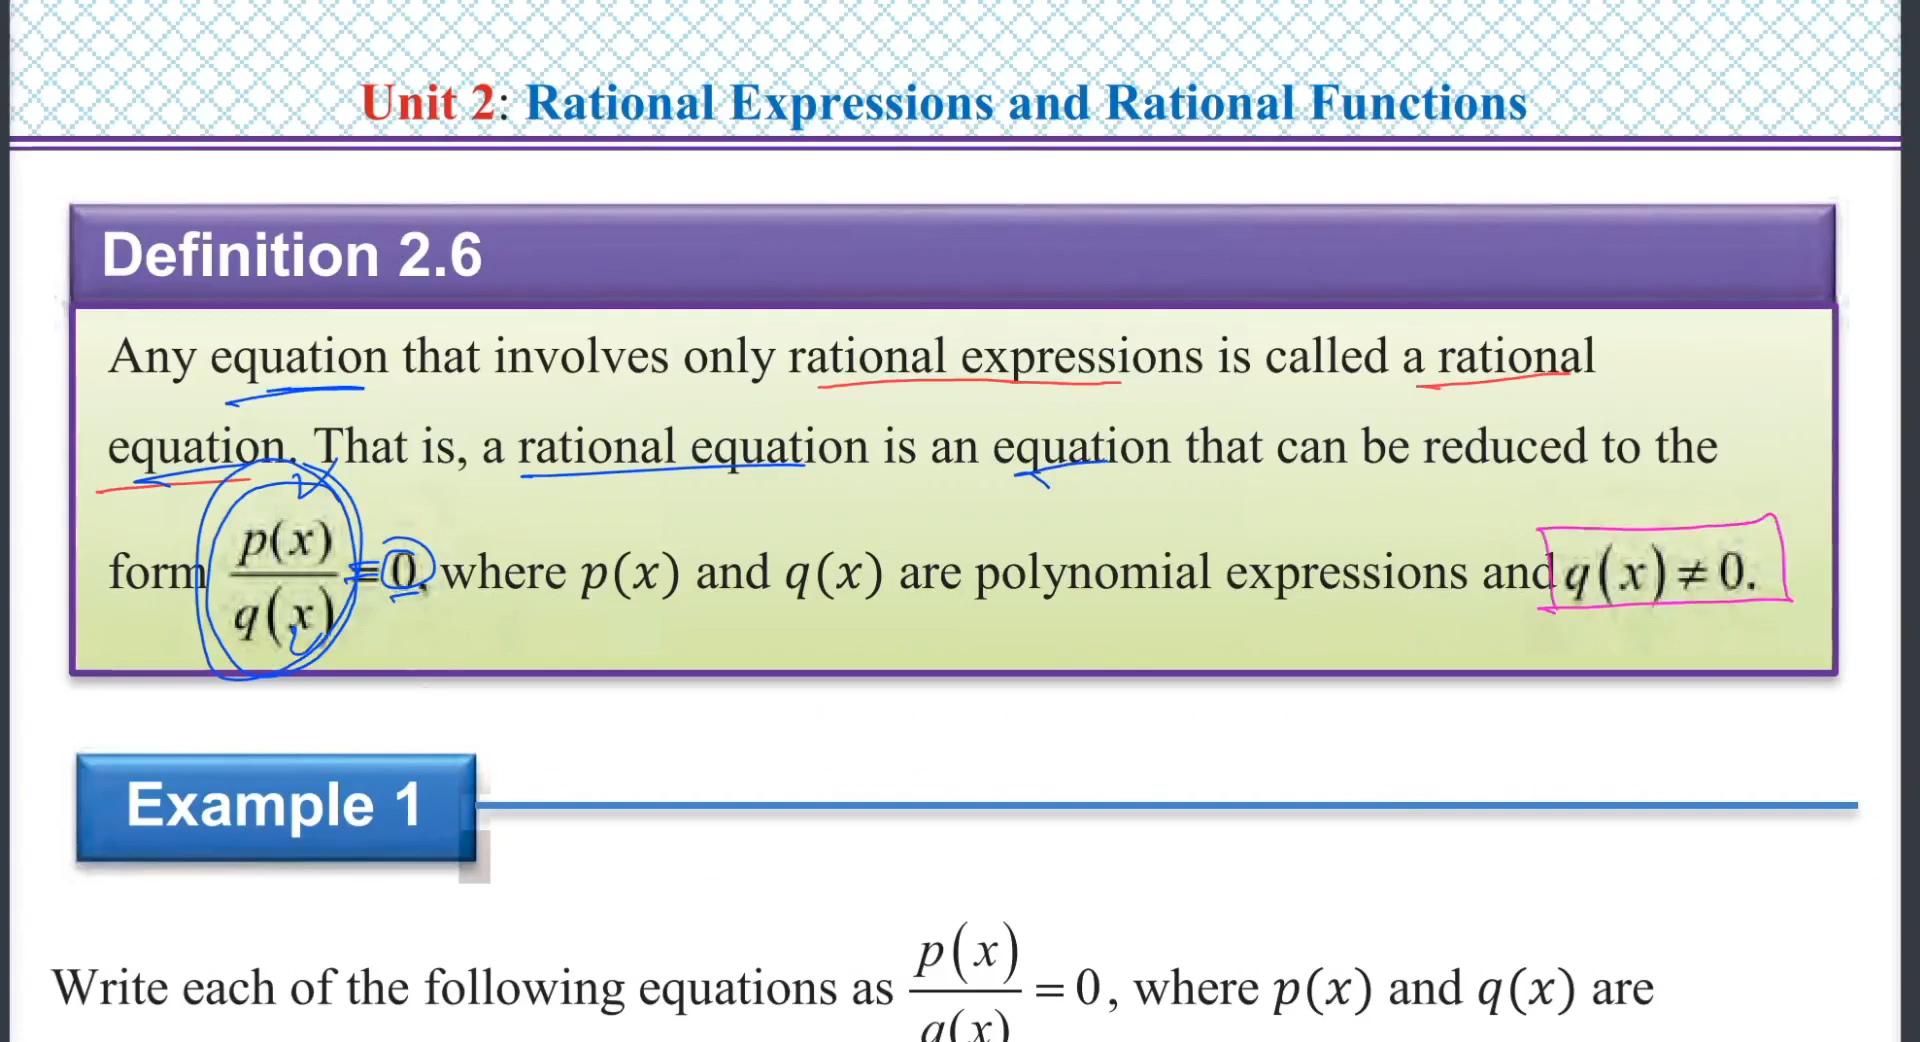 Unit 2: Rational Expressions and Rational Functions
Definition 2.6
Any equation that involves only rational expressions is called a rational
equation. That is, a rational equation is an equation that can be reduced to the
form p(x)/q(x) = 0, where p(x) and q(x) are polynomial expressions and q(x) ≠ 0.
Example 1
Write each of the following equations as p(x)/q(x) = 0, where p(x) and q(x) are